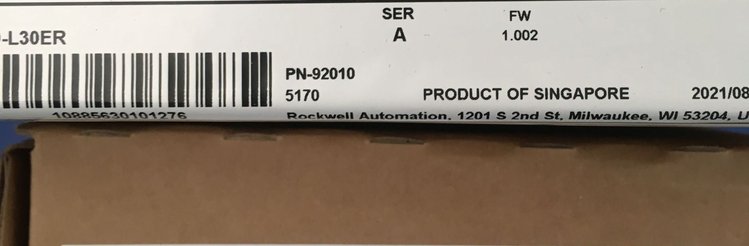 SER FW
-L30ER A 1.002
PN-92010
5170 PRODUCT OF SINGAPORE 2021/08
10885630101276
Rockwell Automation, 1201 S 2nd St, Milwaukee, WI 53204, U